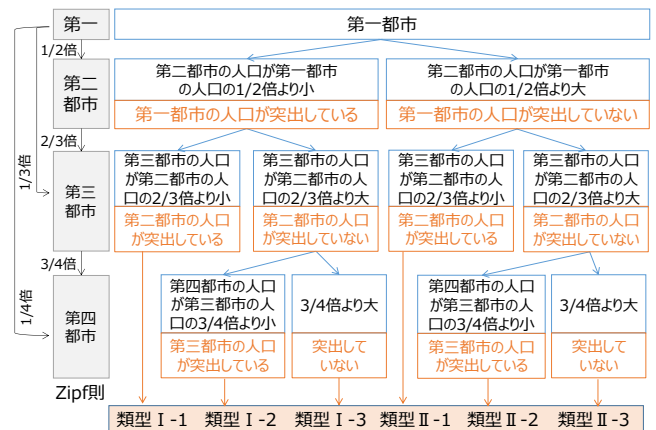 第一
第一都市
1/2倍
第二
都市
第二都市の人口が第一都市
の人口の1/2倍より小
第一都市の人口が突出している
第二都市の人口が第一都市
の人口の1/2倍より大
第一都市の人口が突出していない
2/3倍
1/3倍
第三
都市
第三都市の人口
が第二都市の人
口の2/3倍より小
第二都市の人口
が突出している
第三都市の人口
が第二都市の人
口の2/3倍より大
第二都市の人口
が突出していない
第三都市の人口
が第二都市の人
口の2/3倍より小
第二都市の人口
が突出している
第三都市の人口
が第二都市の人
口の2/3倍より大
第二都市の人口
が突出していない
3/4倍
1/4倍
第四
都市
第四都市の人口
が第三都市の人
口の3/4倍より小
第三都市の人口
が突出している
3/4倍より大
突出して
いない
第四都市の人口
が第三都市の人
口の3/4倍より小
第三都市の人口
が突出している
3/4倍より大
突出して
いない
Zipf則
類型Ⅰ-1 類型Ⅰ-2 類型Ⅰ-3 類型Ⅱ-1 類型Ⅱ-2 類型Ⅱ-3